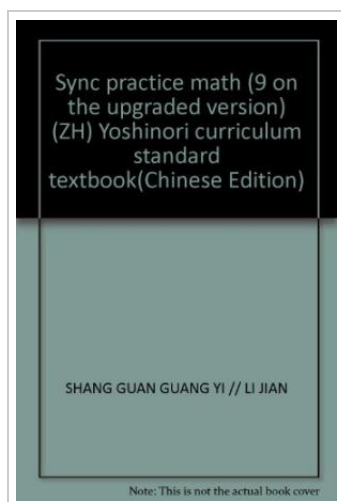 Sync practice math (9 on
the upgraded version)
(ZH) Yoshinori curriculum
standard
textbook(Chinese Edition)
SHANG GUAN GUANG YI // LI JIAN
Note: This is not the actual book cover